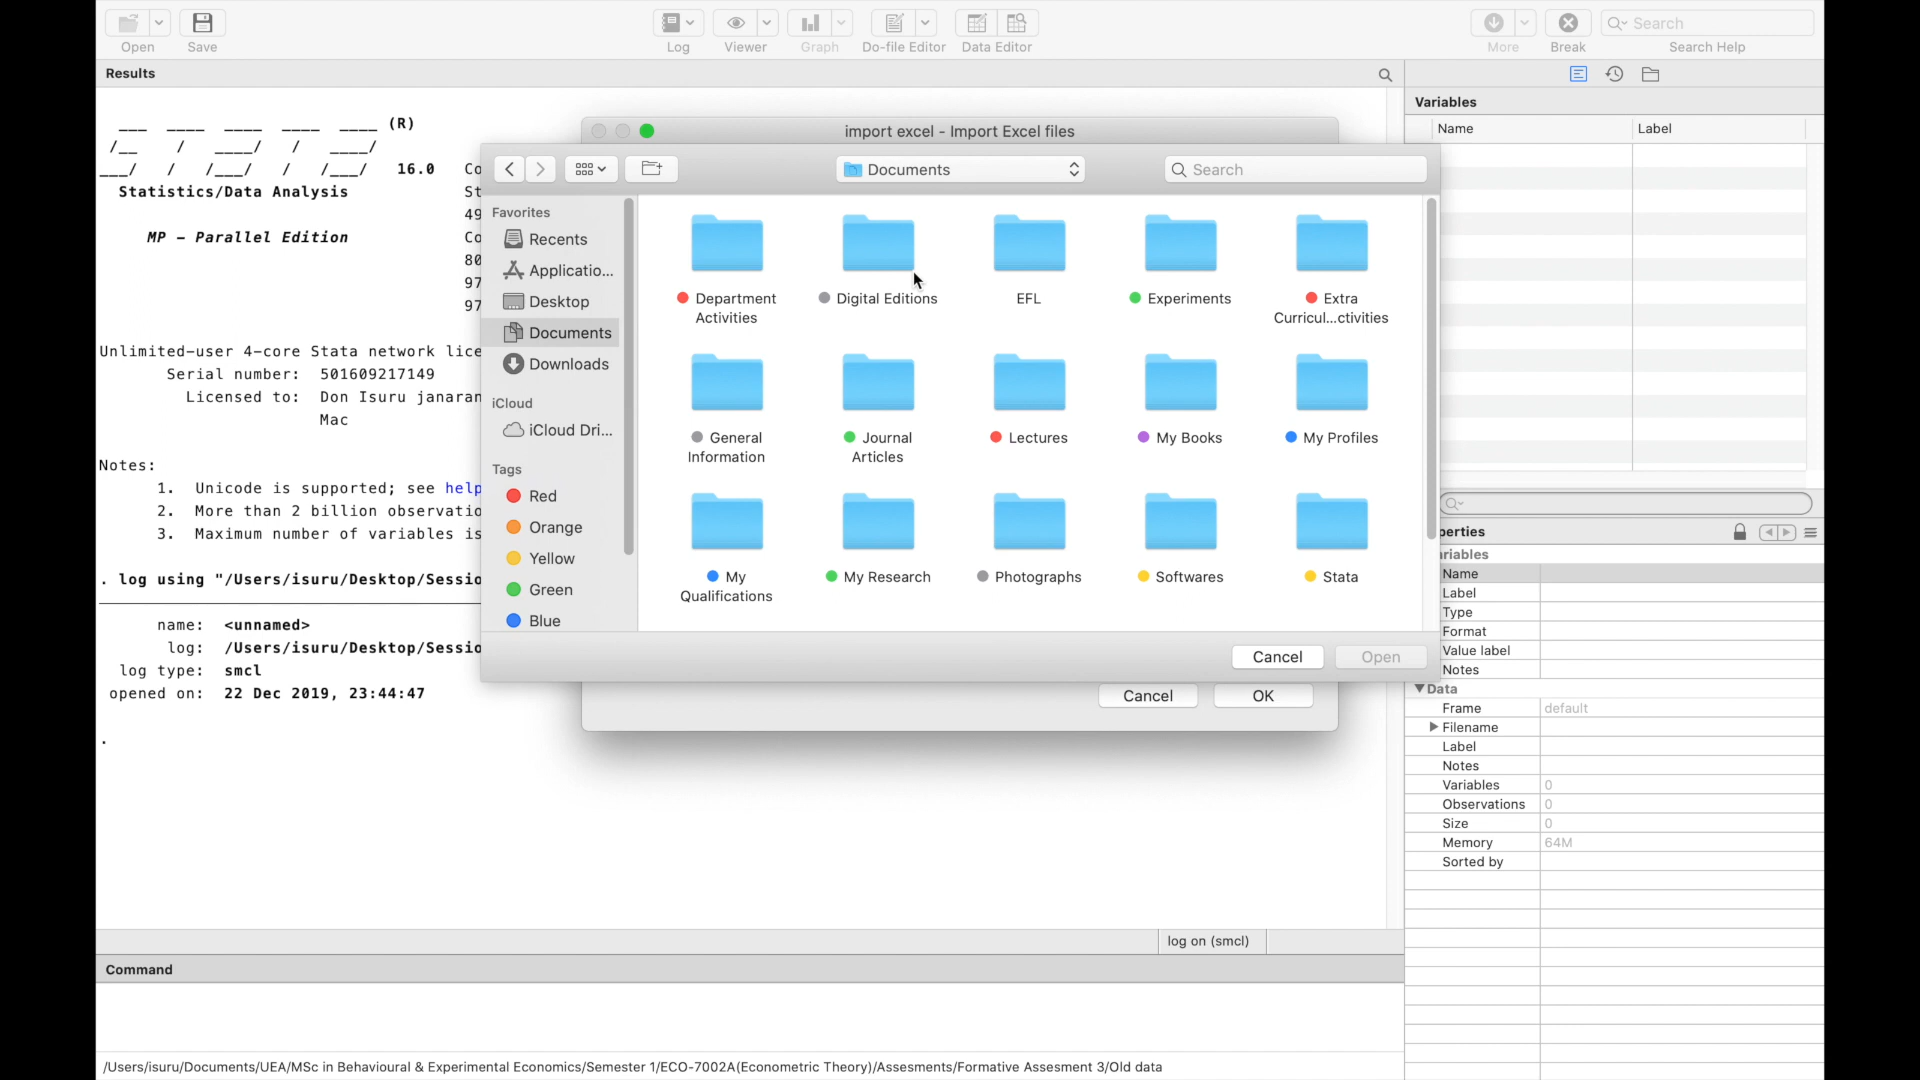 Open
Save
Log
Viewer
Graph
Do-file Editor
Data Editor
More
Break
Search
Search Help
Results
(R)
16.0 Co
Statistics/Data Analysis St
49
MP - Parallel Edition Co
80
97
97
Unlimited-user 4-core Stata network lice
Serial number: 501609217149
Licensed to: Don Isuru janaran
Mac
Notes:
1. Unicode is supported; see help
2. More than 2 billion observatio
3. Maximum number of variables is
. log using "/Users/isuru/Desktop/Sessio
name: <unnamed>
log: /Users/isuru/Desktop/Sessio
log type: smcl
opened on: 22 Dec 2019, 23:44:47
.
import excel - Import Excel files
Documents
Search
Favorites
Recents
Applicatio...
Desktop
Documents
Downloads
iCloud
iCloud Dri...
Tags
Red
Orange
Yellow
Green
Blue
Department
Activities
Digital Editions
EFL
Experiments
Extra
Curricul...ctivities
General
Information
Journal
Articles
Lectures
My Books
My Profiles
My
Qualifications
My Research
Photographs
Softwares
Stata
Cancel
Open
Cancel
OK
Variables
Name Label
perties
riables
Name
Label
Type
Format
Value label
Notes
Data
Frame default
Filename
Label
Notes
Variables 0
Observations 0
Size 0
Memory 64M
Sorted by
log on (smcl)
Command
/Users/isuru/Documents/UEA/MSc in Behavioural & Experimental Economics/Semester 1/ECO-7002A(Econometric Theory)/Assesments/Formative Assesment 3/Old data